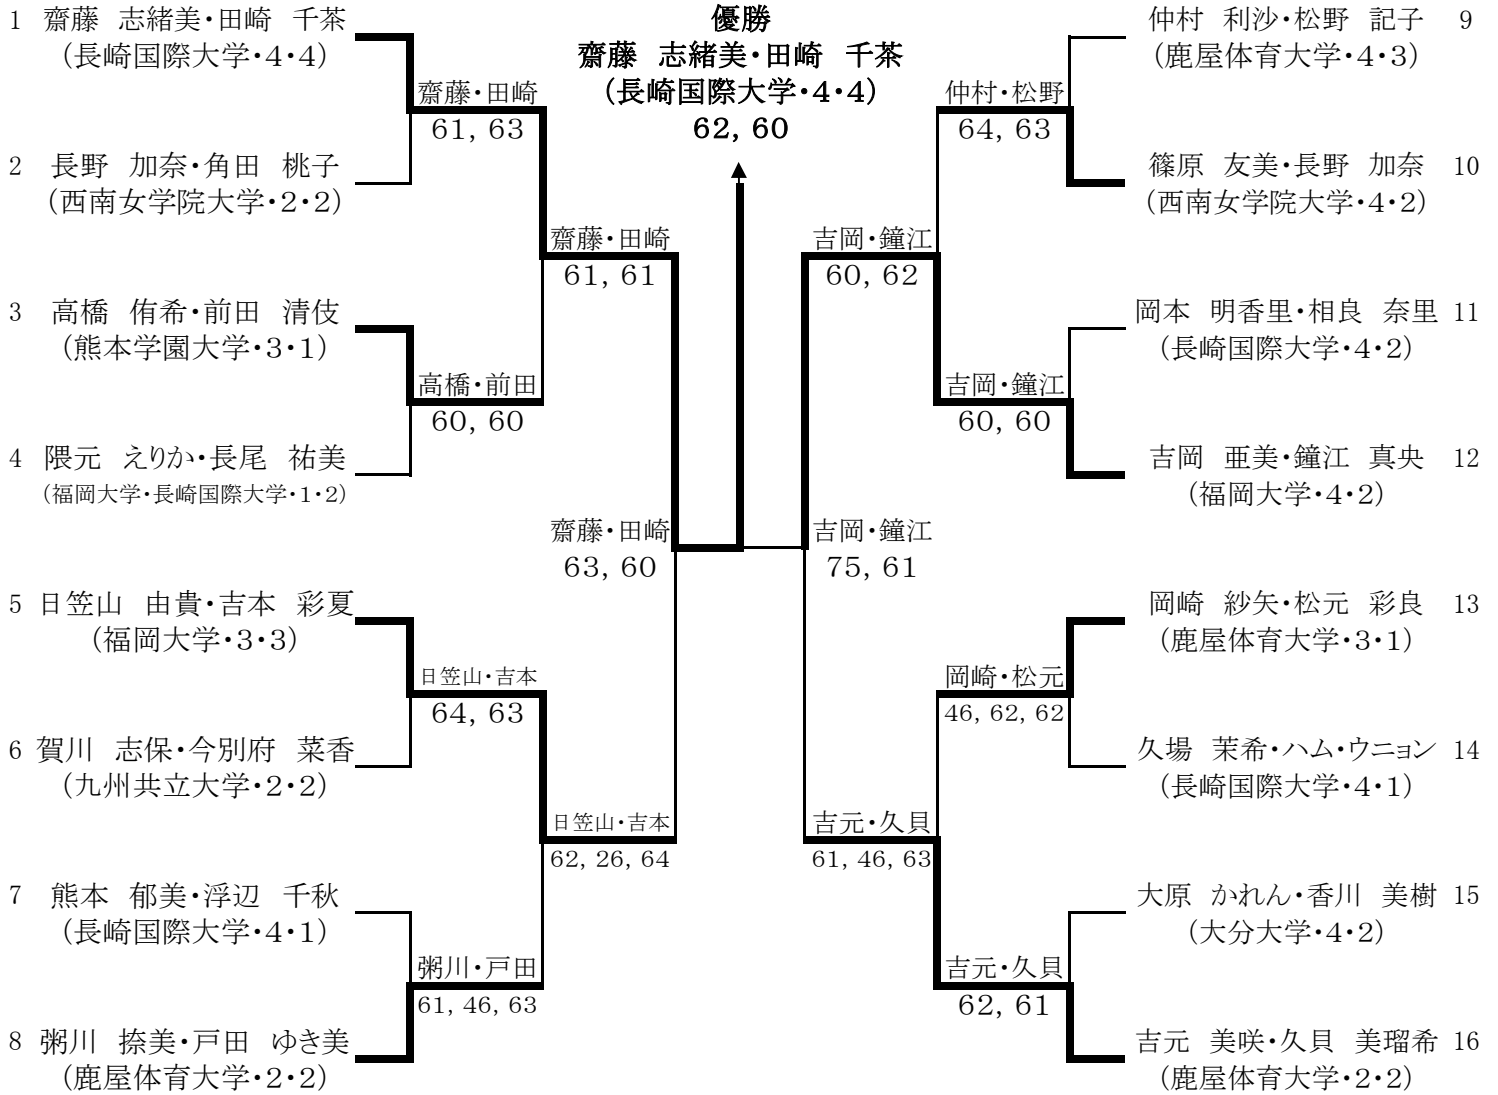 優勝
齋藤 志緒美・田崎 千茶
(長崎国際大学・4・4)
62, 60
1 齋藤 志緒美・田崎 千茶
(長崎国際大学・4・4)
2 長野 加奈・角田 桃子
(西南女学院大学・2・2)
3 高橋 侑希・前田 清伎
(熊本学園大学・3・1)
4 隈元 えりか・長尾 祐美
(福岡大学・長崎国際大学・1・2)
5 日笠山 由貴・吉本 彩夏
(福岡大学・3・3)
6 賀川 志保・今別府 菜香
(九州共立大学・2・2)
7 熊本 郁美・浮辺 千秋
(長崎国際大学・4・1)
8 粥川 捺美・戸田 ゆき美
(鹿屋体育大学・2・2)
齋藤・田崎
61, 63
高橋・前田
60, 60
日笠山・吉本
64, 63
粥川・戸田
61, 46, 63
齋藤・田崎
61, 61
日笠山・吉本
62, 26, 64
齋藤・田崎
63, 60
吉岡・鐘江
75, 61
吉岡・鐘江
60, 62
吉元・久貝
61, 46, 63
仲村・松野
64, 63
吉岡・鐘江
60, 60
岡崎・松元
46, 62, 62
吉元・久貝
62, 61
仲村 利沙・松野 記子 9
(鹿屋体育大学・4・3)
篠原 友美・長野 加奈 10
(西南女学院大学・4・2)
岡本 明香里・相良 奈里 11
(長崎国際大学・4・2)
吉岡 亜美・鐘江 真央 12
(福岡大学・4・2)
岡崎 紗矢・松元 彩良 13
(鹿屋体育大学・3・1)
久場 茉希・ハム・ウニョン 14
(長崎国際大学・4・1)
大原 かれん・香川 美樹 15
(大分大学・4・2)
吉元 美咲・久貝 美瑠希 16
(鹿屋体育大学・2・2)